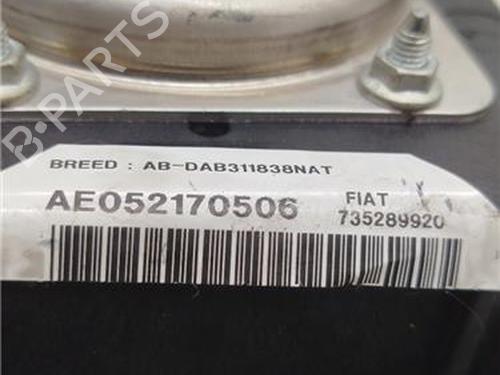 B-PARTS
BREED : AB-DAB311838NAT
AE052170506
FIAT
735289920